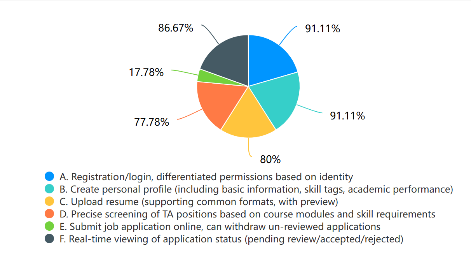 86.67%
91.11%
17.78%
77.78%
91.11%
80%
A. Registration/login, differentiated permissions based on identity
B. Create personal profile (including basic information, skill tags, academic performance)
C. Upload resume (supporting common formats, with preview)
D. Precise screening of TA positions based on course modules and skill requirements
E. Submit job application online, can withdraw un-reviewed applications
F. Real-time viewing of application status (pending review/accepted/rejected)